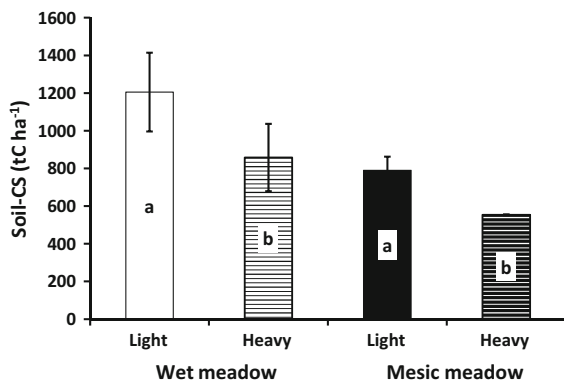 Soil-CS (tC ha⁻¹)
1600
1400
1200
1000
800
600
400
200
0
a
b
a
b
Light Heavy Light Heavy
Wet meadow Mesic meadow